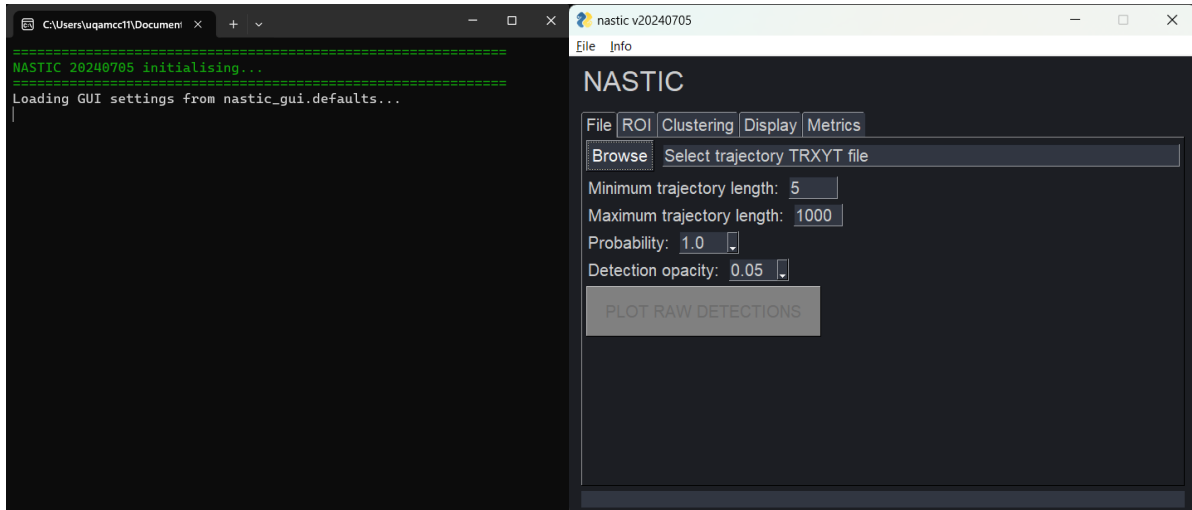 C:\Users\uqamcc11\Document
============================================================
NASTIC 20240705 initialising...
============================================================
Loading GUI settings from nastic_gui.defaults...
nastic v20240705
File Info
NASTIC
File ROI Clustering Display Metrics
Browse Select trajectory TRXYT file
Minimum trajectory length: 5
Maximum trajectory length: 1000
Probability: 1.0
Detection opacity: 0.05
PLOT RAW DETECTIONS